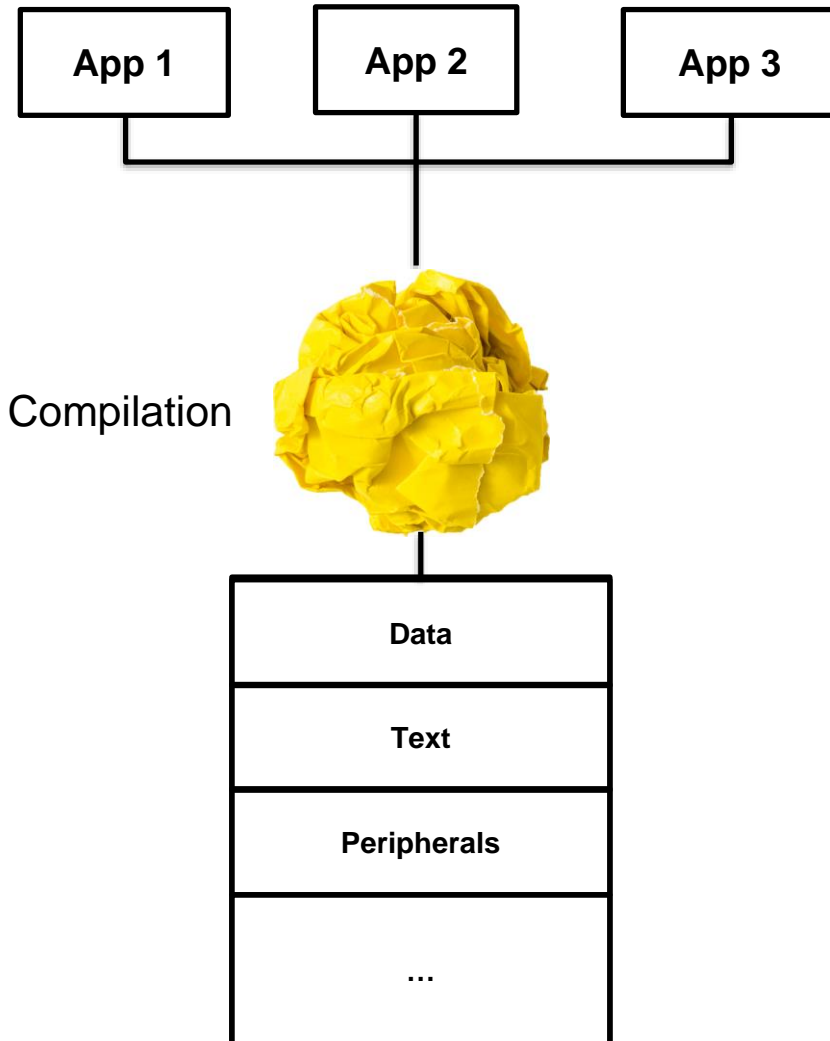 App 1
App 2
App 3
Compilation
Data
Text
Peripherals
...